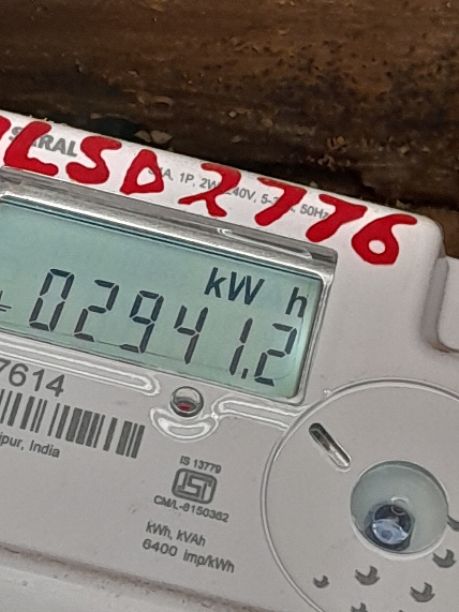 LSD2776
1P, 2W, 240V, 5-
50Hz
kW h
02941.2
7614
ipur, India
IS 13779
ISI
CM/L-8150362
kWh, kVAh
6400 imp/kWh